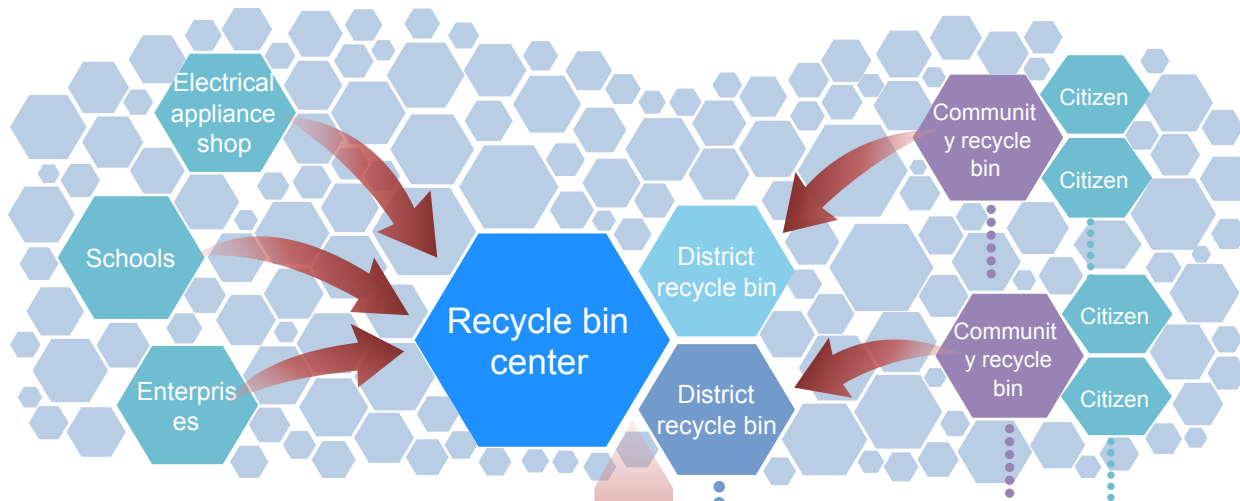 Electrical
appliance
shop
Schools
Enterpris
es
Recycle bin
center
District
recycle bin
District
recycle bin
Communit
y recycle
bin
Citizen
Citizen
Communit
y recycle
bin
Citizen
Citizen